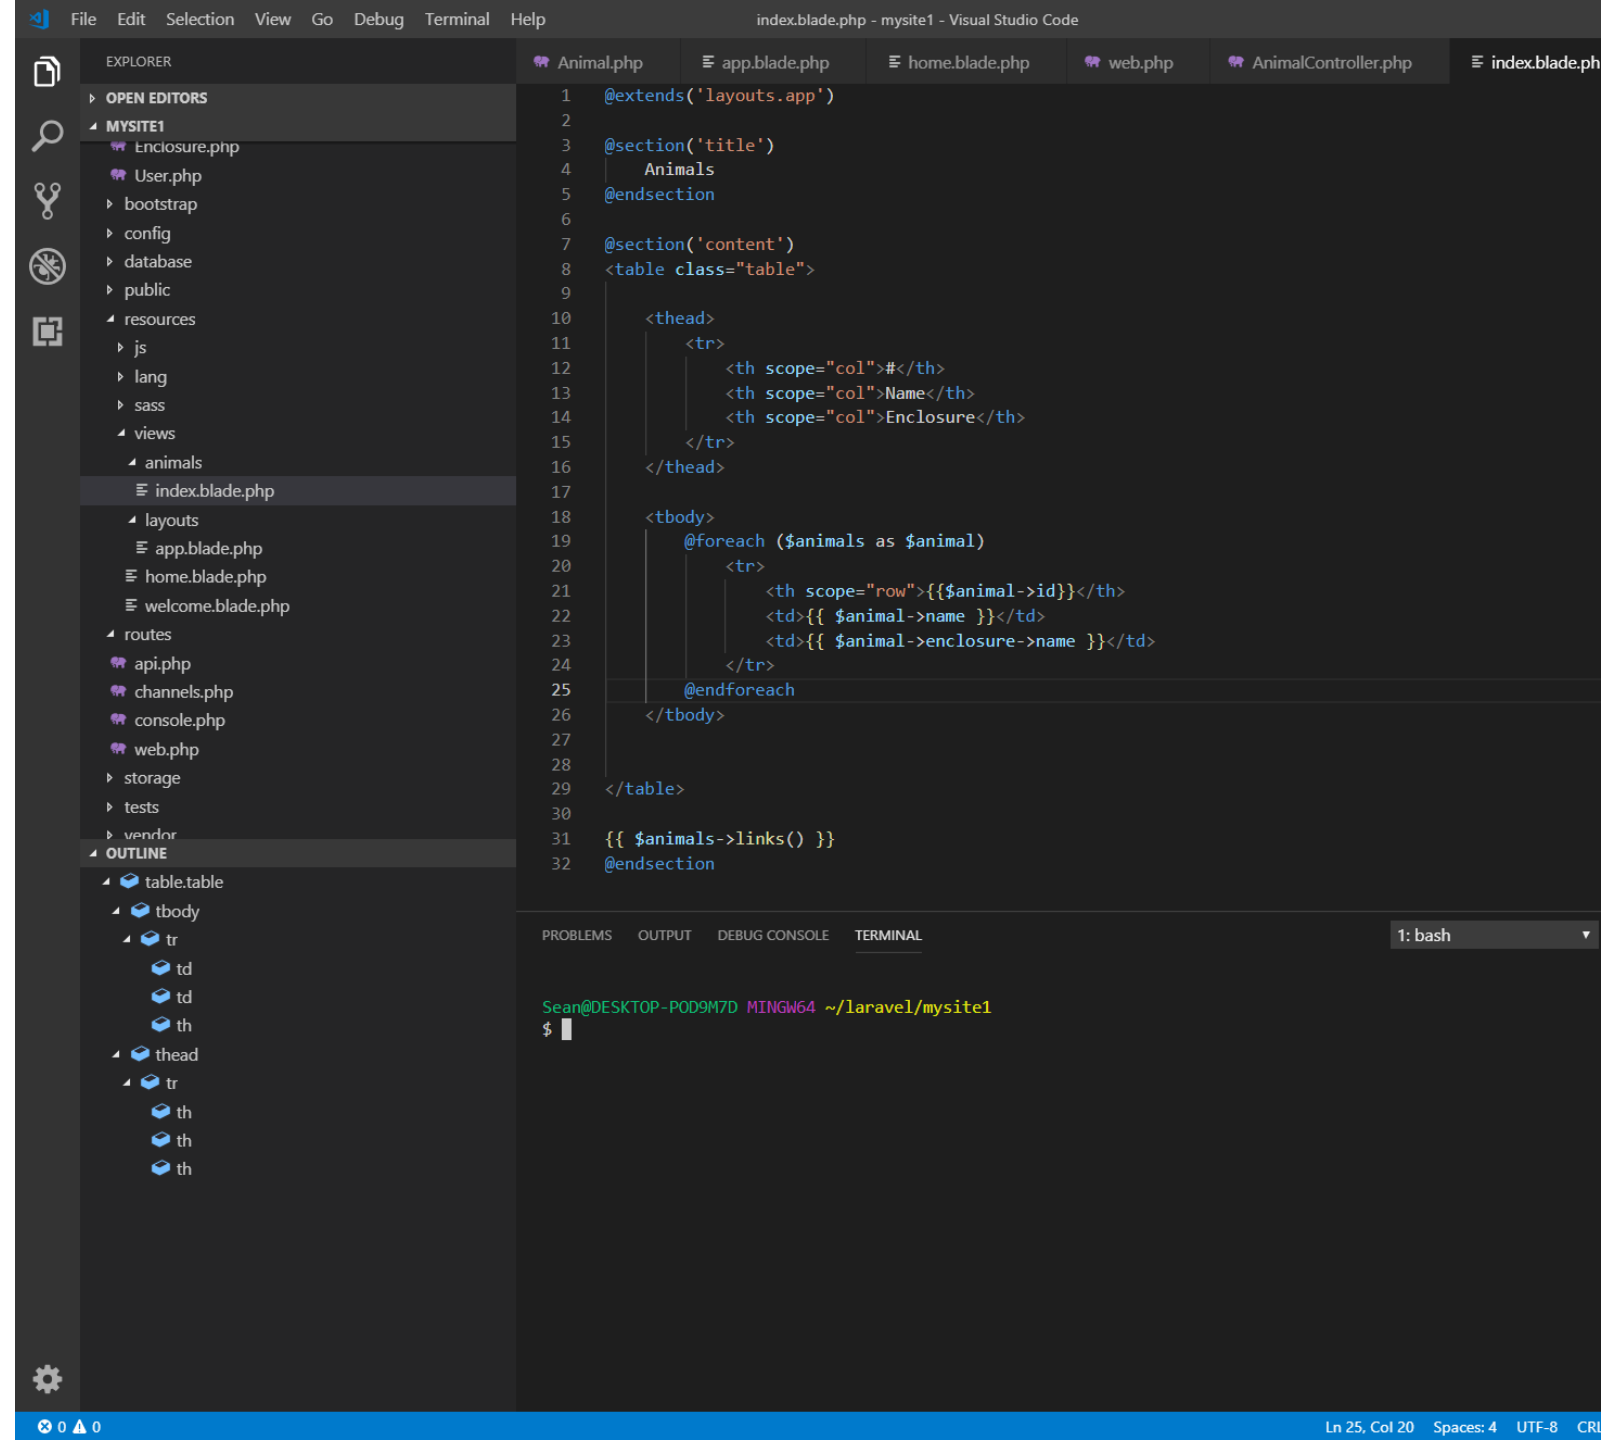 File Edit Selection View Go Debug Terminal Help
index.blade.php - mysite1 - Visual Studio Code
EXPLORER
OPEN EDITORS
MYSITE1
Enclosure.php
User.php
bootstrap
config
database
public
resources
js
lang
sass
views
animals
index.blade.php
layouts
app.blade.php
home.blade.php
welcome.blade.php
routes
api.php
channels.php
console.php
web.php
storage
tests
vendor
OUTLINE
table.table
tbody
tr
td
td
th
thead
tr
th
th
th
Animal.php app.blade.php home.blade.php web.php AnimalController.php index.blade.ph
1 @extends('layouts.app')
2
3 @section('title')
4     Animals
5 @endsection
6
7 @section('content')
8 <table class="table">
9
10     <thead>
11         <tr>
12             <th scope="col">#</th>
13             <th scope="col">Name</th>
14             <th scope="col">Enclosure</th>
15         </tr>
16     </thead>
17
18     <tbody>
19         @foreach ($animals as $animal)
20             <tr>
21                 <th scope="row">{{$animal->id}}</th>
22                 <td>{{ $animal->name }}</td>
23                 <td>{{ $animal->enclosure->name }}</td>
24             </tr>
25         @endforeach
26     </tbody>
27
28
29 </table>
30
31 {{ $animals->links() }}
32 @endsection
PROBLEMS OUTPUT DEBUG CONSOLE TERMINAL 1: bash
Sean@DESKTOP-POD9M7D MINGW64 ~/laravel/mysite1
$
0 0 Ln 25, Col 20 Spaces: 4 UTF-8 CRL